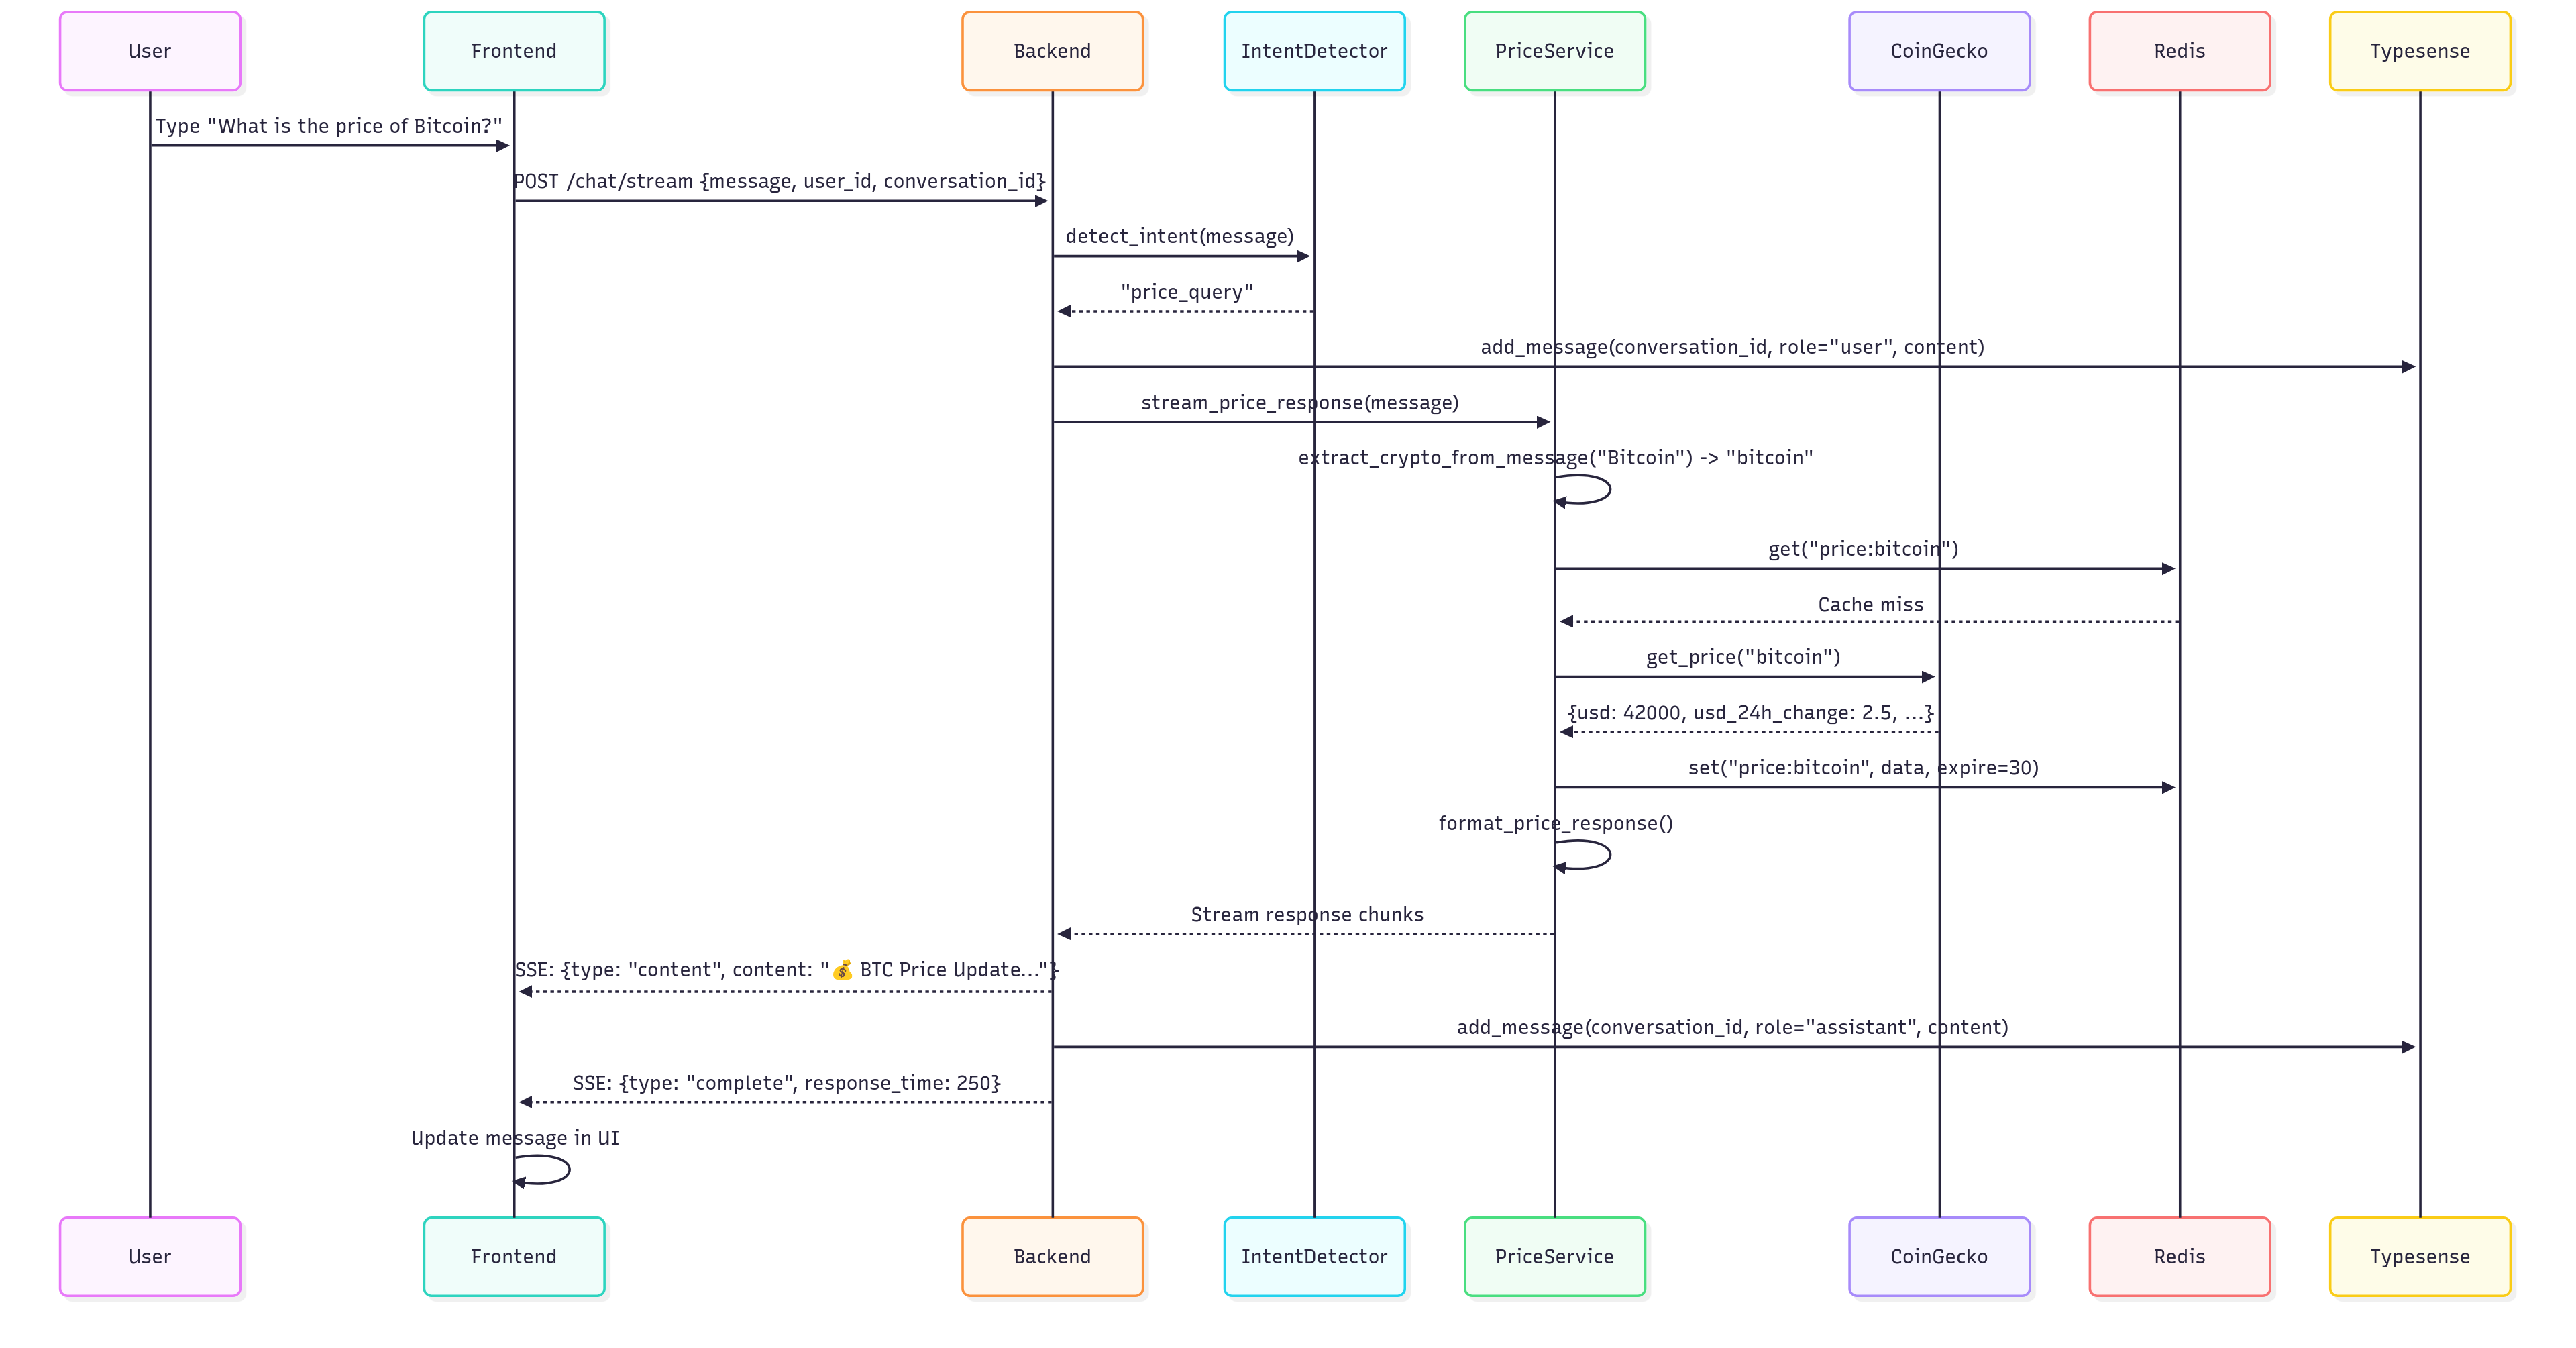 User
Frontend
Backend
IntentDetector
PriceService
CoinGecko
Redis
Typesense
Type "What is the price of Bitcoin?"
POST /chat/stream {message, user_id, conversation_id}
detect_intent(message)
"price_query"
add_message(conversation_id, role="user", content)
stream_price_response(message)
extract_crypto_from_message("Bitcoin") -> "bitcoin"
get("price:bitcoin")
Cache miss
get_price("bitcoin")
{usd: 42000, usd_24h_change: 2.5, ...}
set("price:bitcoin", data, expire=30)
format_price_response()
Stream response chunks
SSE: {type: "content", content: "💰 BTC Price Update..."}
add_message(conversation_id, role="assistant", content)
SSE: {type: "complete", response_time: 250}
Update message in UI
User
Frontend
Backend
IntentDetector
PriceService
CoinGecko
Redis
Typesense